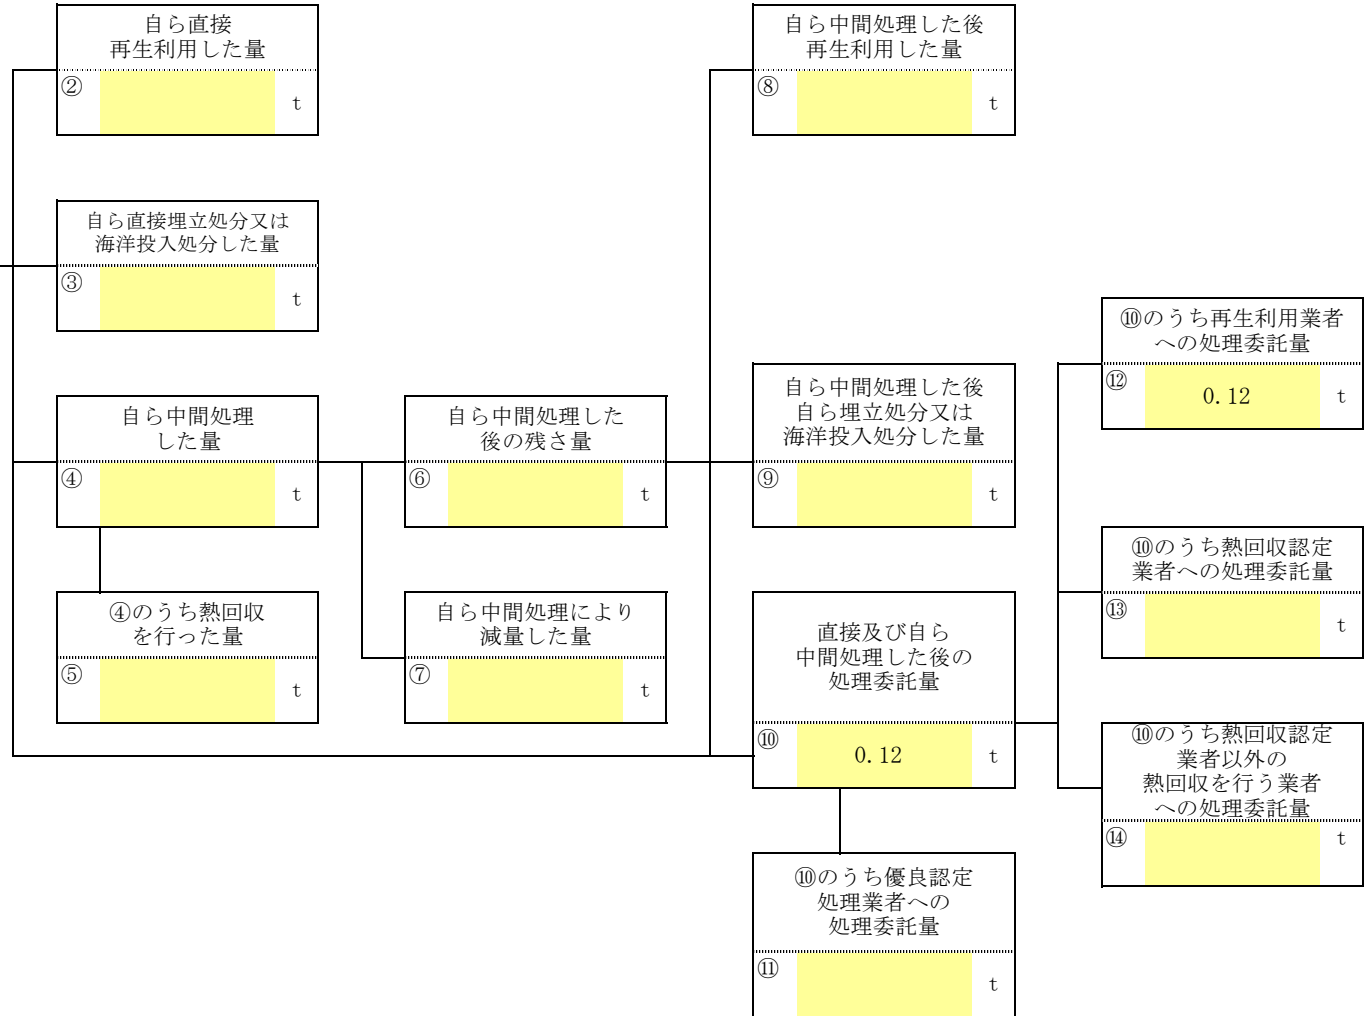 自ら直接
再生利用した量
②
t
自ら中間処理した後
再生利用した量
⑧
t
自ら直接埋立処分又は
海洋投入処分した量
③
t
⑩のうち再生利用業者
への処理委託量
⑫
0.12
t
自ら中間処理
した量
④
t
自ら中間処理した
後の残さ量
⑥
t
自ら中間処理した後
自ら埋立処分又は
海洋投入処分した量
⑨
t
⑩のうち熱回収認定
業者への処理委託量
⑬
t
④のうち熱回収
を行った量
⑤
t
自ら中間処理により
減量した量
⑦
t
直接及び自ら
中間処理した後の
処理委託量
⑩
0.12
t
⑩のうち熱回収認定
業者以外の
熱回収を行う業者
への処理委託量
⑭
t
⑩のうち優良認定
処理業者への
処理委託量
⑪
t